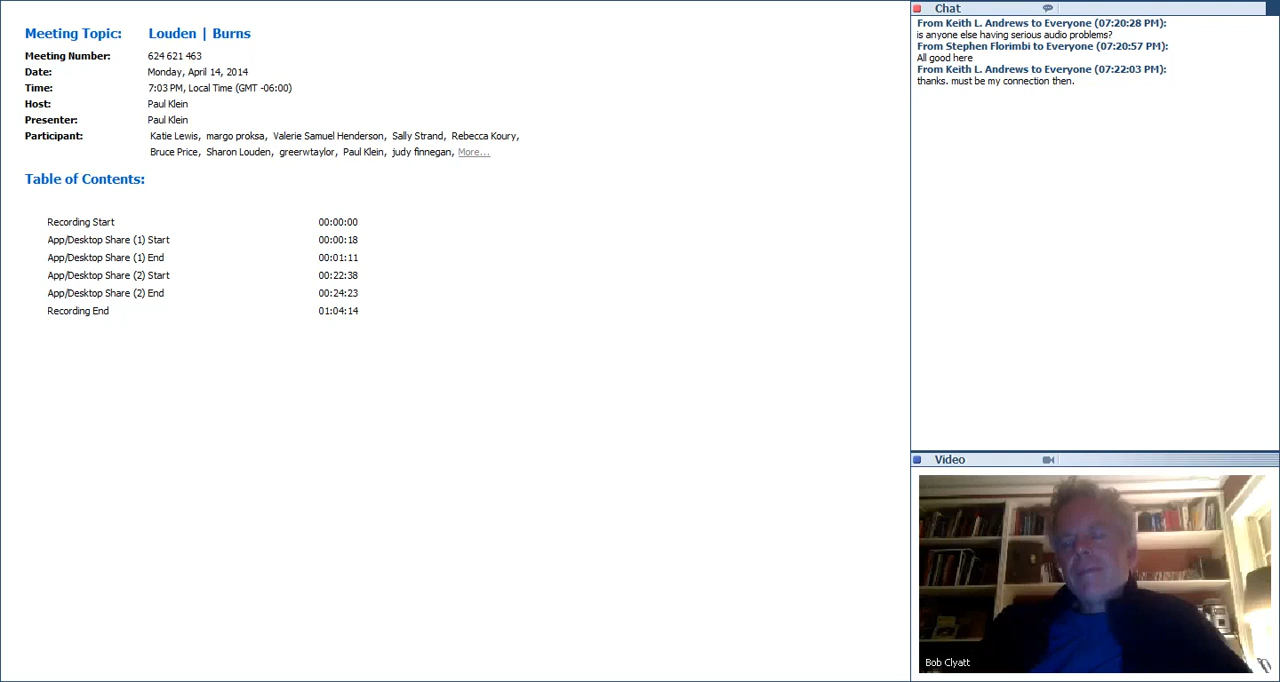 Meeting Topic: Louden | Burns
Meeting Number: 624 621 463
Date: Monday, April 14, 2014
Time: 7:03 PM, Local Time (GMT -06:00)
Host: Paul Klein
Presenter: Paul Klein
Participant: Katie Lewis, margo proksa, Valerie Samuel Henderson, Sally Strand, Rebecca Koury,
Bruce Price, Sharon Louden, greerwtaylor, Paul Klein, judy finnegan, More...
Table of Contents:
Recording Start 00:00:00
App/Desktop Share (1) Start 00:00:18
App/Desktop Share (1) End 00:01:11
App/Desktop Share (2) Start 00:22:38
App/Desktop Share (2) End 00:24:23
Recording End 01:04:14
Chat
From Keith L. Andrews to Everyone (07:20:28 PM):
is anyone else having serious audio problems?
From Stephen Florimbi to Everyone (07:20:57 PM):
All good here
From Keith L. Andrews to Everyone (07:22:03 PM):
thanks. must be my connection then.
Video
Bob Clyatt